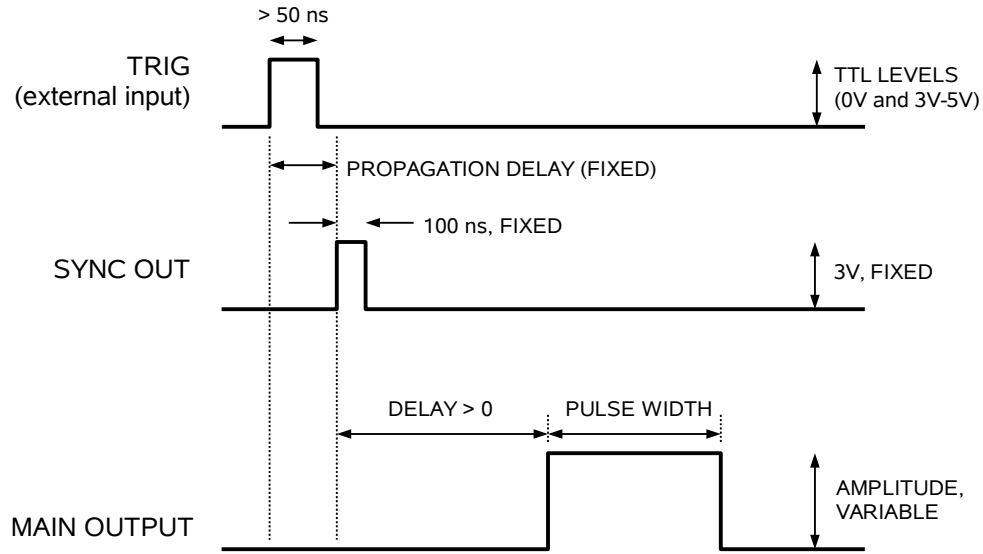 > 50 ns
TRIG
(external input)
TTL LEVELS
(0V and 3V-5V)
PROPAGATION DELAY (FIXED)
100 ns, FIXED
SYNC OUT
3V, FIXED
DELAY > 0
PULSE WIDTH
MAIN OUTPUT
AMPLITUDE,
VARIABLE